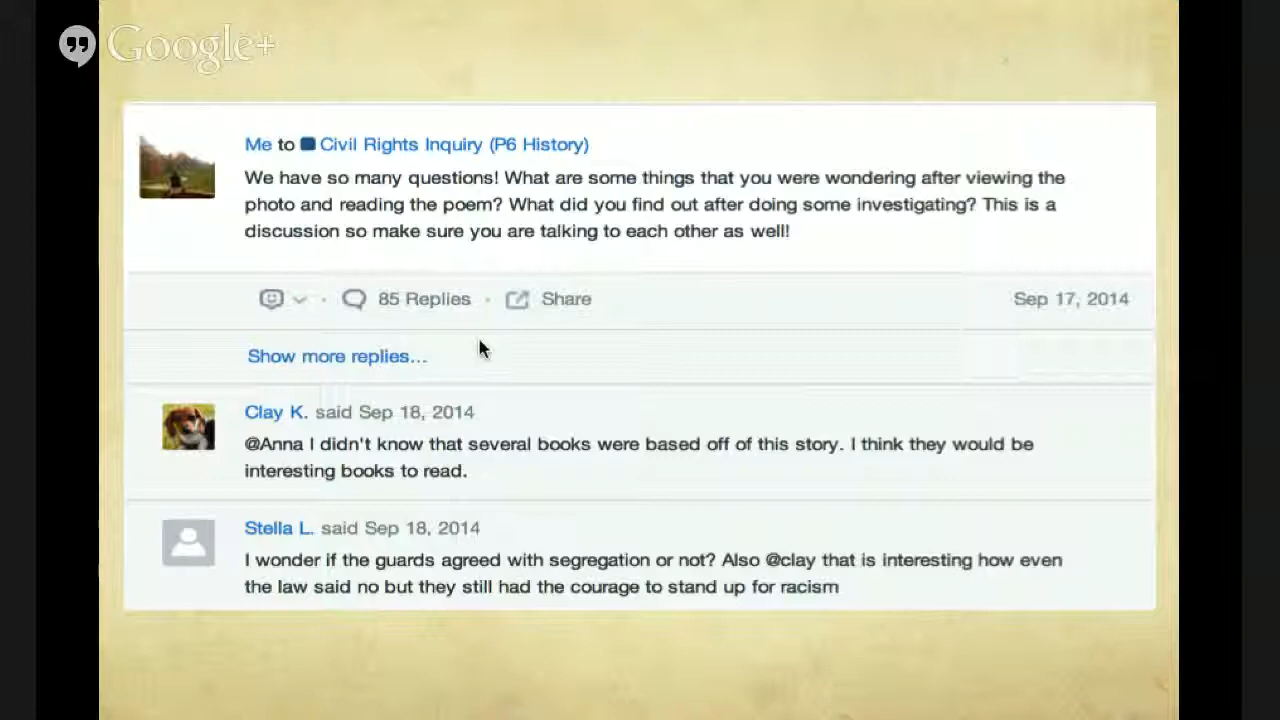 Google+
Me to Civil Rights Inquiry (P6 History)
We have so many questions! What are some things that you were wondering after viewing the
photo and reading the poem? What did you find out after doing some investigating? This is a
discussion so make sure you are talking to each other as well!
85 Replies · Share Sep 17, 2014
Show more replies...
Clay K. said Sep 18, 2014
@Anna I didn't know that several books were based off of this story. I think they would be
interesting books to read.
Stella L. said Sep 18, 2014
I wonder if the guards agreed with segregation or not? Also @clay that is interesting how even
the law said no but they still had the courage to stand up for racism